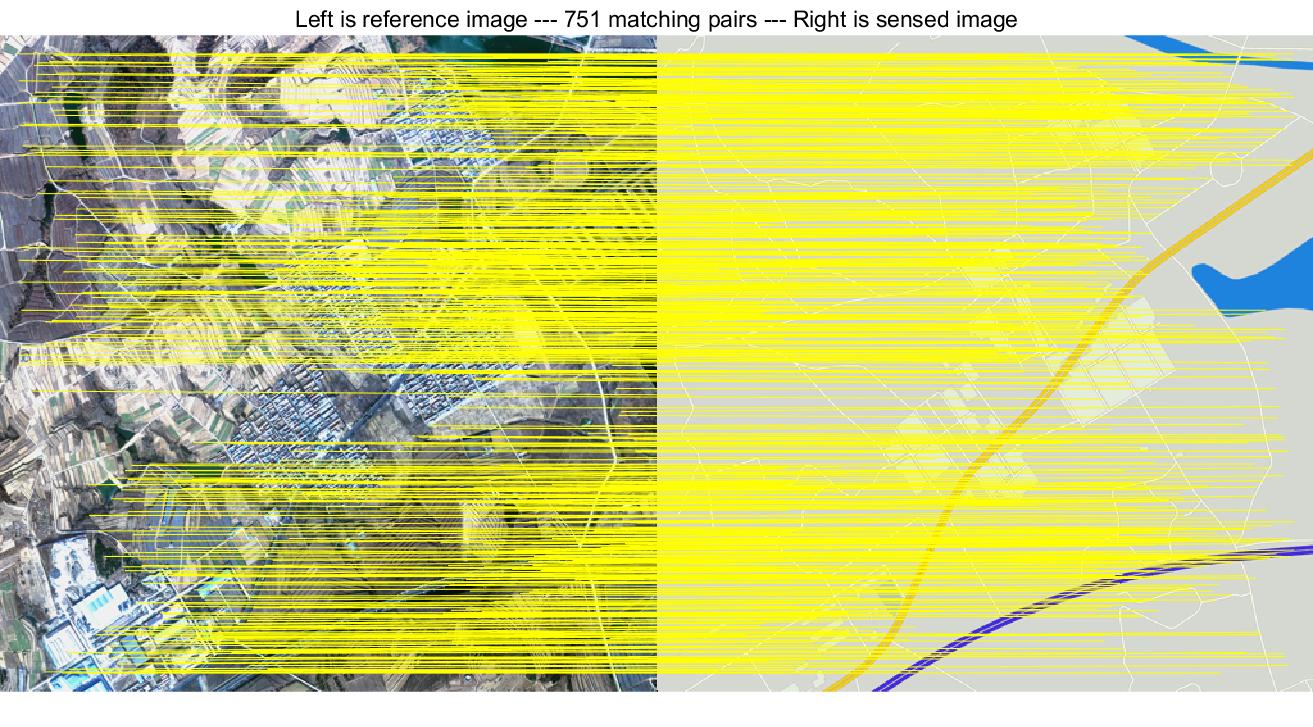 Left is reference image --- 751 matching pairs --- Right is sensed image